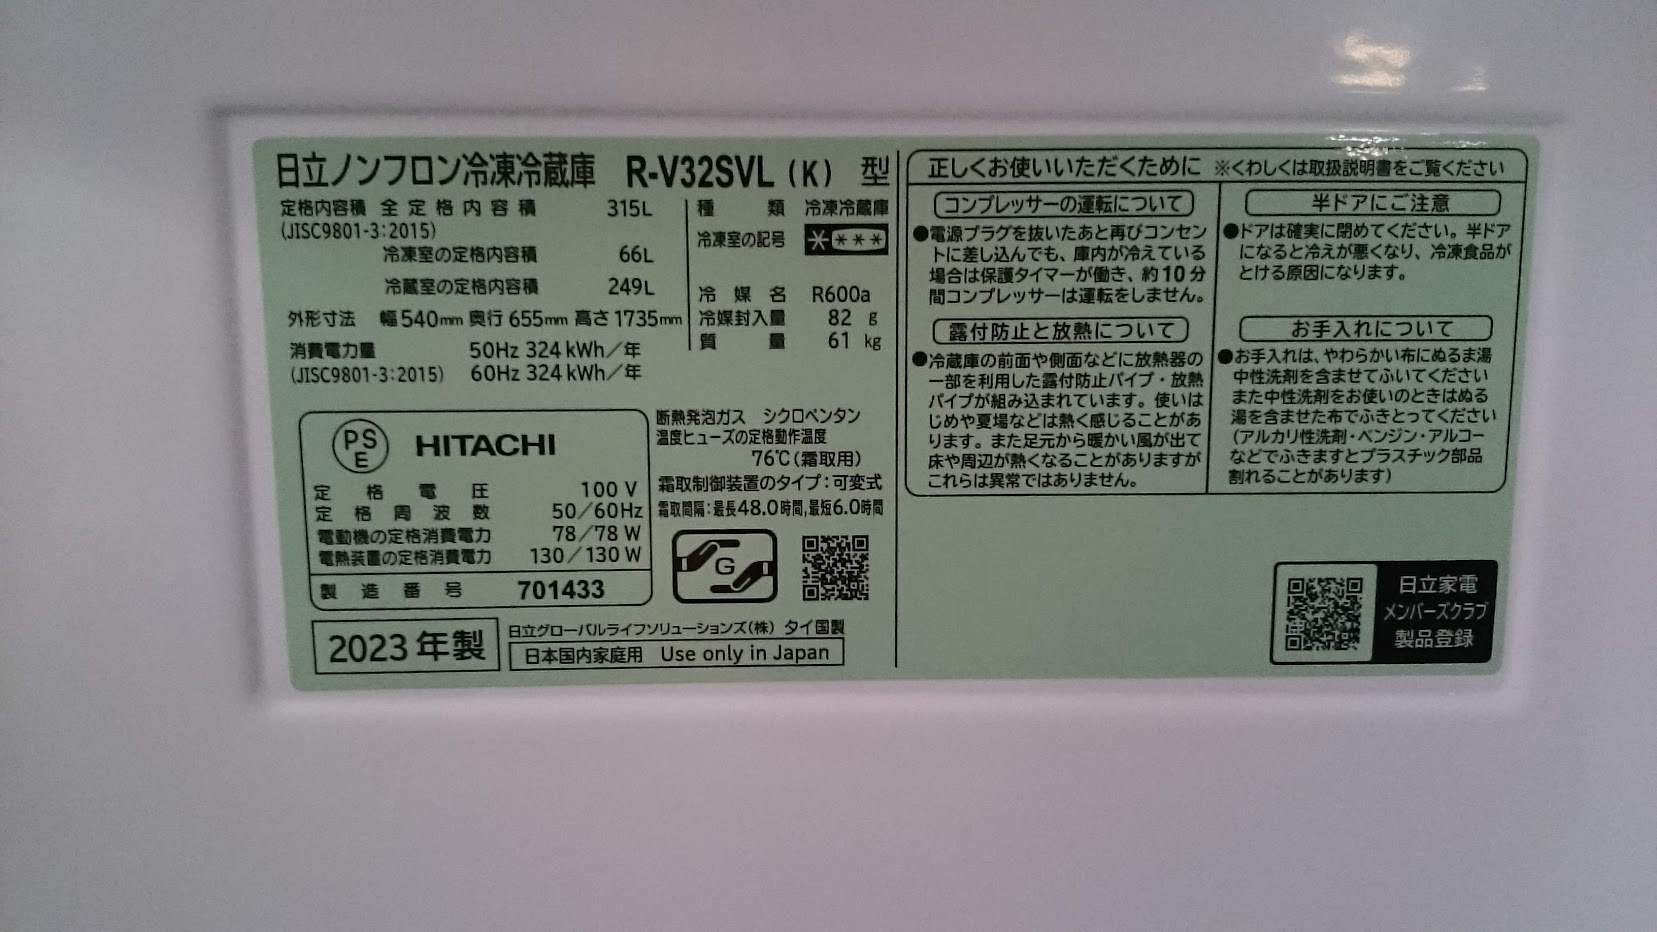 日立ノンフロン冷凍冷蔵庫 R-V32SVL (K) 型
定格内容積 全定格内容積 315L
(JISC9801-3:2015)
冷凍室の定格内容積 66L
冷蔵室の定格内容積 249L
外形寸法 幅540mm 奥行655mm 高さ1735mm
消費電力量 50Hz 324kWh/年
(JISC9801-3:2015) 60Hz 324kWh/年
種類 冷凍冷蔵庫
冷凍室の記号 ****
冷媒名 R600a
冷媒封入量 82 g
質量 61 kg
PS
E
HITACHI
定格電圧 100 V
定格周波数 50/60Hz
電動機の定格消費電力 78/78 W
電熱装置の定格消費電力 130/130 W
製造番号 701433
断熱発泡ガス シクロペンタン
温度ヒューズの定格動作温度
76℃(霜取用)
霜取制御装置のタイプ:可変式
霜取間隔:最長48.0時間,最短6.0時間
G
2023年製
日立グローバルライフソリューションズ(株) タイ国製
日本国内家庭用 Use only in Japan
正しくお使いいただくために ※くわしくは取扱説明書をご覧ください
コンプレッサーの運転について
●電源プラグを抜いたあと再びコンセン
トに差し込んでも、庫内が冷えている
場合は保護タイマーが働き、約10分
間コンプレッサーは運転をしません。
露付防止と放熱について
●冷蔵庫の前面や側面などに放熱器の
一部を利用した露付防止パイプ・放熱
パイプが組み込まれています。使いは
じめや夏場などは熱く感じることがあ
ります。また足元から暖かい風が出て
床や周辺が熱くなることがありますが
これらは異常ではありません。
半ドアにご注意
●ドアは確実に閉めてください。半ドア
になると冷えが悪くなり、冷凍食品が
とける原因になります。
お手入れについて
●お手入れは、やわらかい布にぬるま湯
中性洗剤を含ませてふいてください
また中性洗剤をお使いのときはぬる
湯を含ませた布でふきとってください
(アルカリ性洗剤・ベンジン・アルコー
などでふきますとプラスチック部品
割れることがあります)
日立家電
メンバーズクラブ
製品登録